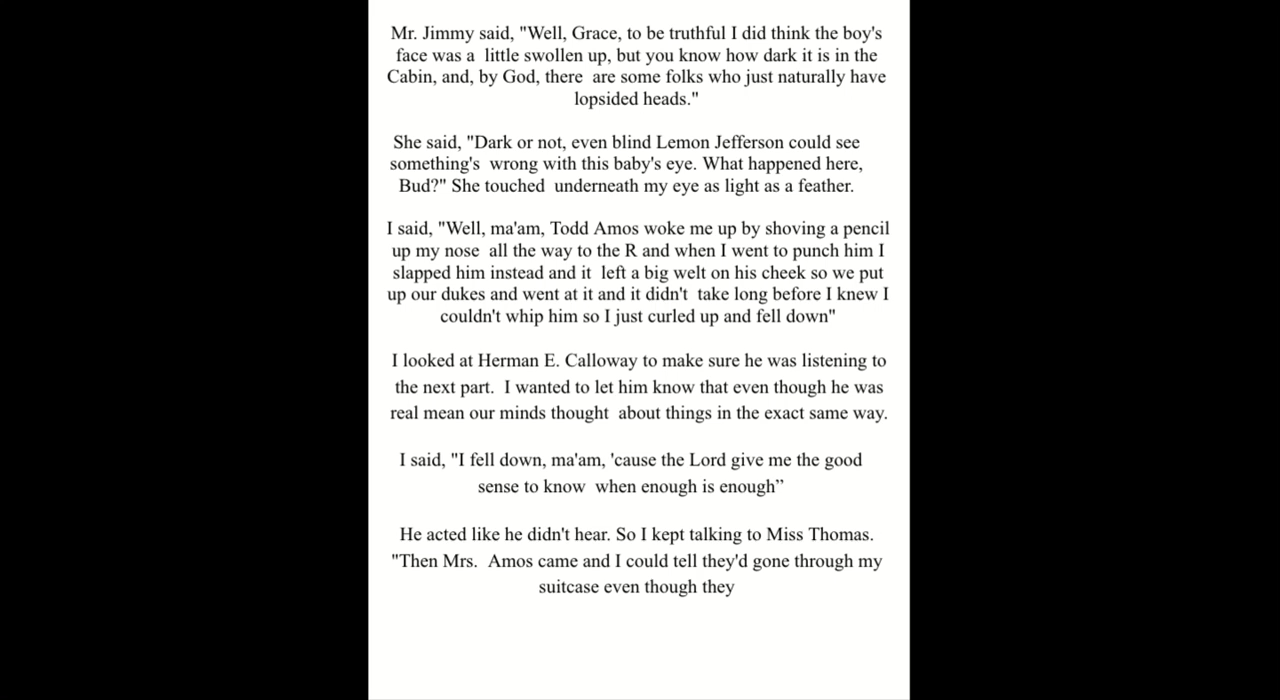 Mr. Jimmy said, "Well, Grace, to be truthful I did think the boy's
face was a  little swollen up, but you know how dark it is in the
Cabin, and, by God, there  are some folks who just naturally have
lopsided heads."
She said, "Dark or not, even blind Lemon Jefferson could see
something's  wrong with this baby's eye. What happened here,
Bud?" She touched  underneath my eye as light as a feather.
I said, "Well, ma'am, Todd Amos woke me up by shoving a pencil
up my nose  all the way to the R and when I went to punch him I
slapped him instead and it  left a big welt on his cheek so we put
up our dukes and went at it and it didn't  take long before I knew I
couldn't whip him so I just curled up and fell down"
I looked at Herman E. Calloway to make sure he was listening to
the next part.  I wanted to let him know that even though he was
real mean our minds thought  about things in the exact same way.
I said, "I fell down, ma'am, 'cause the Lord give me the good
sense to know  when enough is enough”
He acted like he didn't hear. So I kept talking to Miss Thomas.
"Then Mrs.  Amos came and I could tell they'd gone through my
suitcase even though they